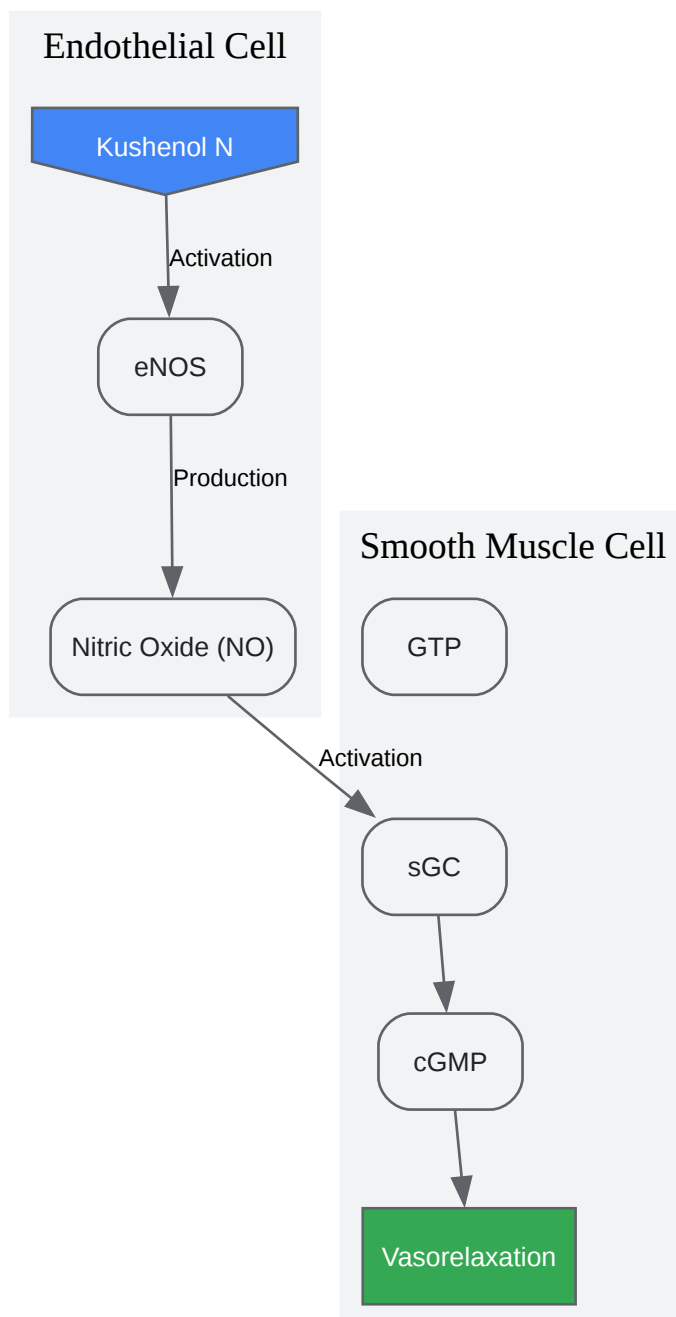 Endothelial Cell
Kushenol N
Activation
eNOS
Production
Nitric Oxide (NO)
Smooth Muscle Cell
GTP
Activation
sGC
cGMP
Vasorelaxation